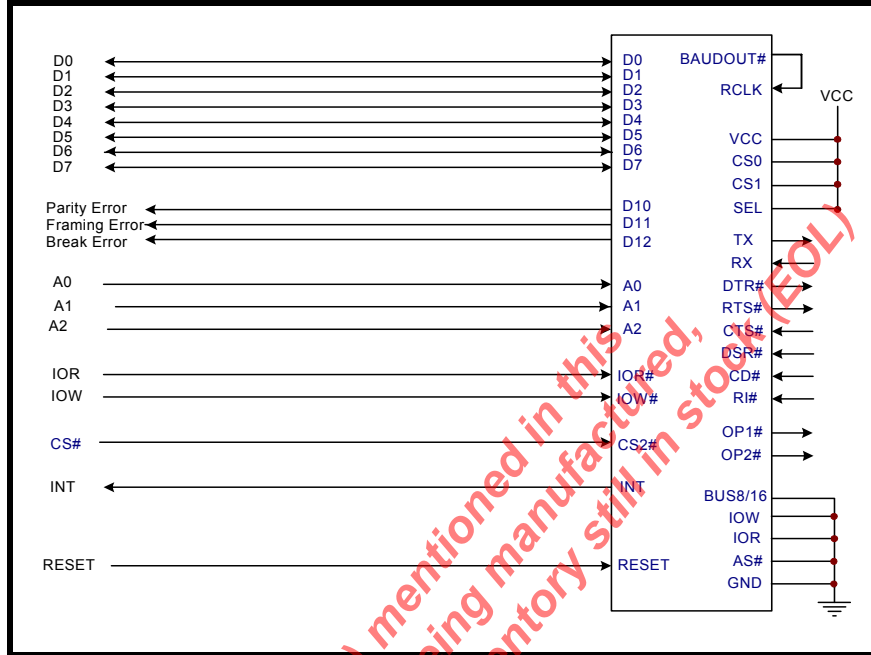 D0
D1
D2
D3
D4
D5
D6
D7
Parity Error
Framing Error
Break Error
A0
A1
A2
IOR
IOW
CS#
INT
RESET
D0
D1
D2
D3
D4
D5
D6
D7
D10
D11
D12
A0
A1
A2
IOR#
IOW#
CS2#
INT
RESET
BAUDOUT#
RCLK
VCC
CS0
CS1
SEL
TX
RX
DTR#
RTS#
CTS#
DSR#
CD#
RI#
OP1#
OP2#
BUS8/16
IOW
IOR
AS#
GND
VCC
) mentioned in this
being manufactured,
entory still in stock (EOL)